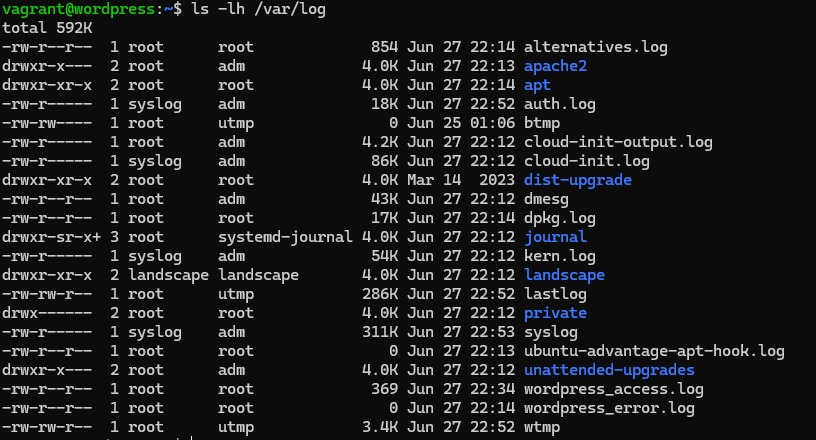 vagrant@wordpress:~$ ls -lh /var/log
total 592K
-rw-r--r--  1 root      root             854 Jun 27 22:14 alternatives.log
drwxr-x---  2 root      adm             4.0K Jun 27 22:13 apache2
drwxr-xr-x  2 root      root            4.0K Jun 27 22:14 apt
-rw-r-----  1 syslog    adm              18K Jun 27 22:52 auth.log
-rw-rw----  1 root      utmp               0 Jun 25 01:06 btmp
-rw-r-----  1 root      adm             4.2K Jun 27 22:12 cloud-init-output.log
-rw-r-----  1 syslog    adm              86K Jun 27 22:12 cloud-init.log
drwxr-xr-x  2 root      root            4.0K Mar 14  2023 dist-upgrade
-rw-r-----  1 root      adm              43K Jun 27 22:12 dmesg
-rw-r--r--  1 root      root             17K Jun 27 22:14 dpkg.log
drwxr-sr-x+ 3 root      systemd-journal 4.0K Jun 27 22:12 journal
-rw-r-----  1 syslog    adm              54K Jun 27 22:12 kern.log
drwxr-xr-x  2 landscape landscape       4.0K Jun 27 22:12 landscape
-rw-rw-r--  1 root      utmp            286K Jun 27 22:52 lastlog
drwx------  2 root      root            4.0K Jun 27 22:12 private
-rw-r-----  1 syslog    adm             311K Jun 27 22:53 syslog
-rw-r--r--  1 root      root               0 Jun 27 22:13 ubuntu-advantage-apt-hook.log
drwxr-x---  2 root      adm             4.0K Jun 27 22:12 unattended-upgrades
-rw-r--r--  1 root      root             369 Jun 27 22:34 wordpress_access.log
-rw-r--r--  1 root      root               0 Jun 27 22:14 wordpress_error.log
-rw-rw-r--  1 root      utmp            3.4K Jun 27 22:52 wtmp